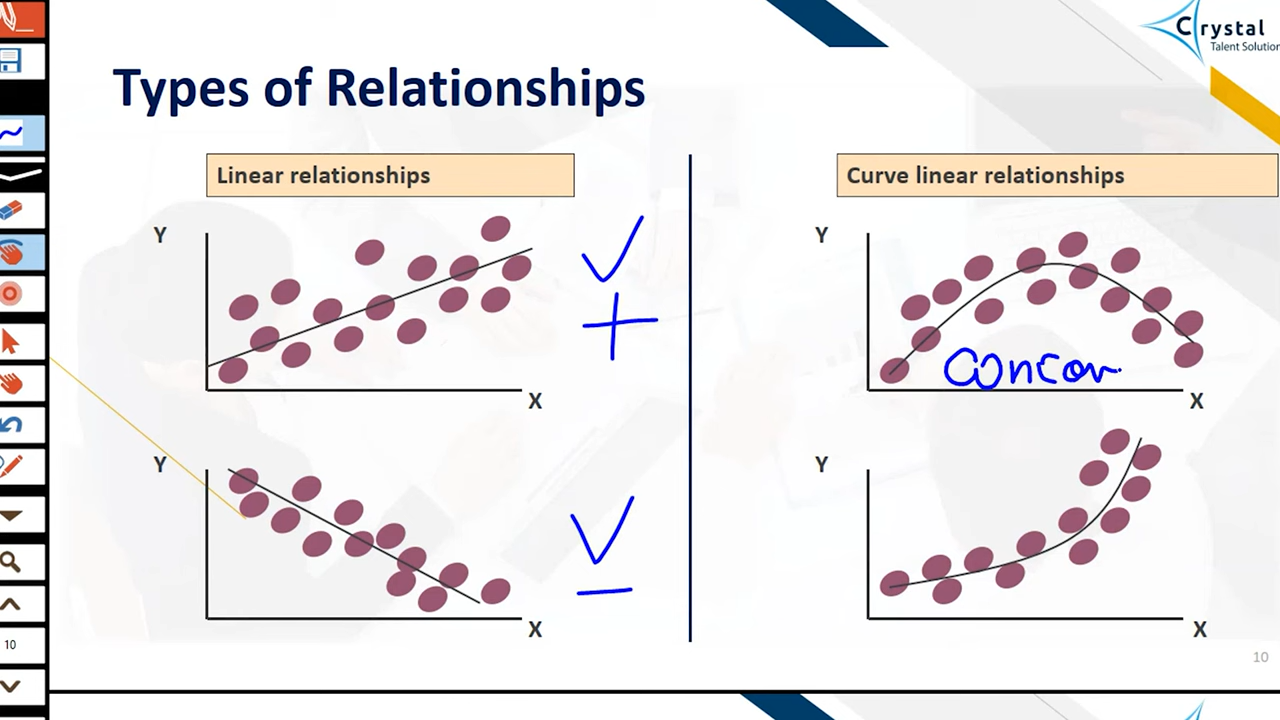 Crystal
Talent Solution
Types of Relationships
Linear relationships
Y
X
✓
+
Y
X
✓
−
Curve linear relationships
Y
X
concav
Y
X
10
10